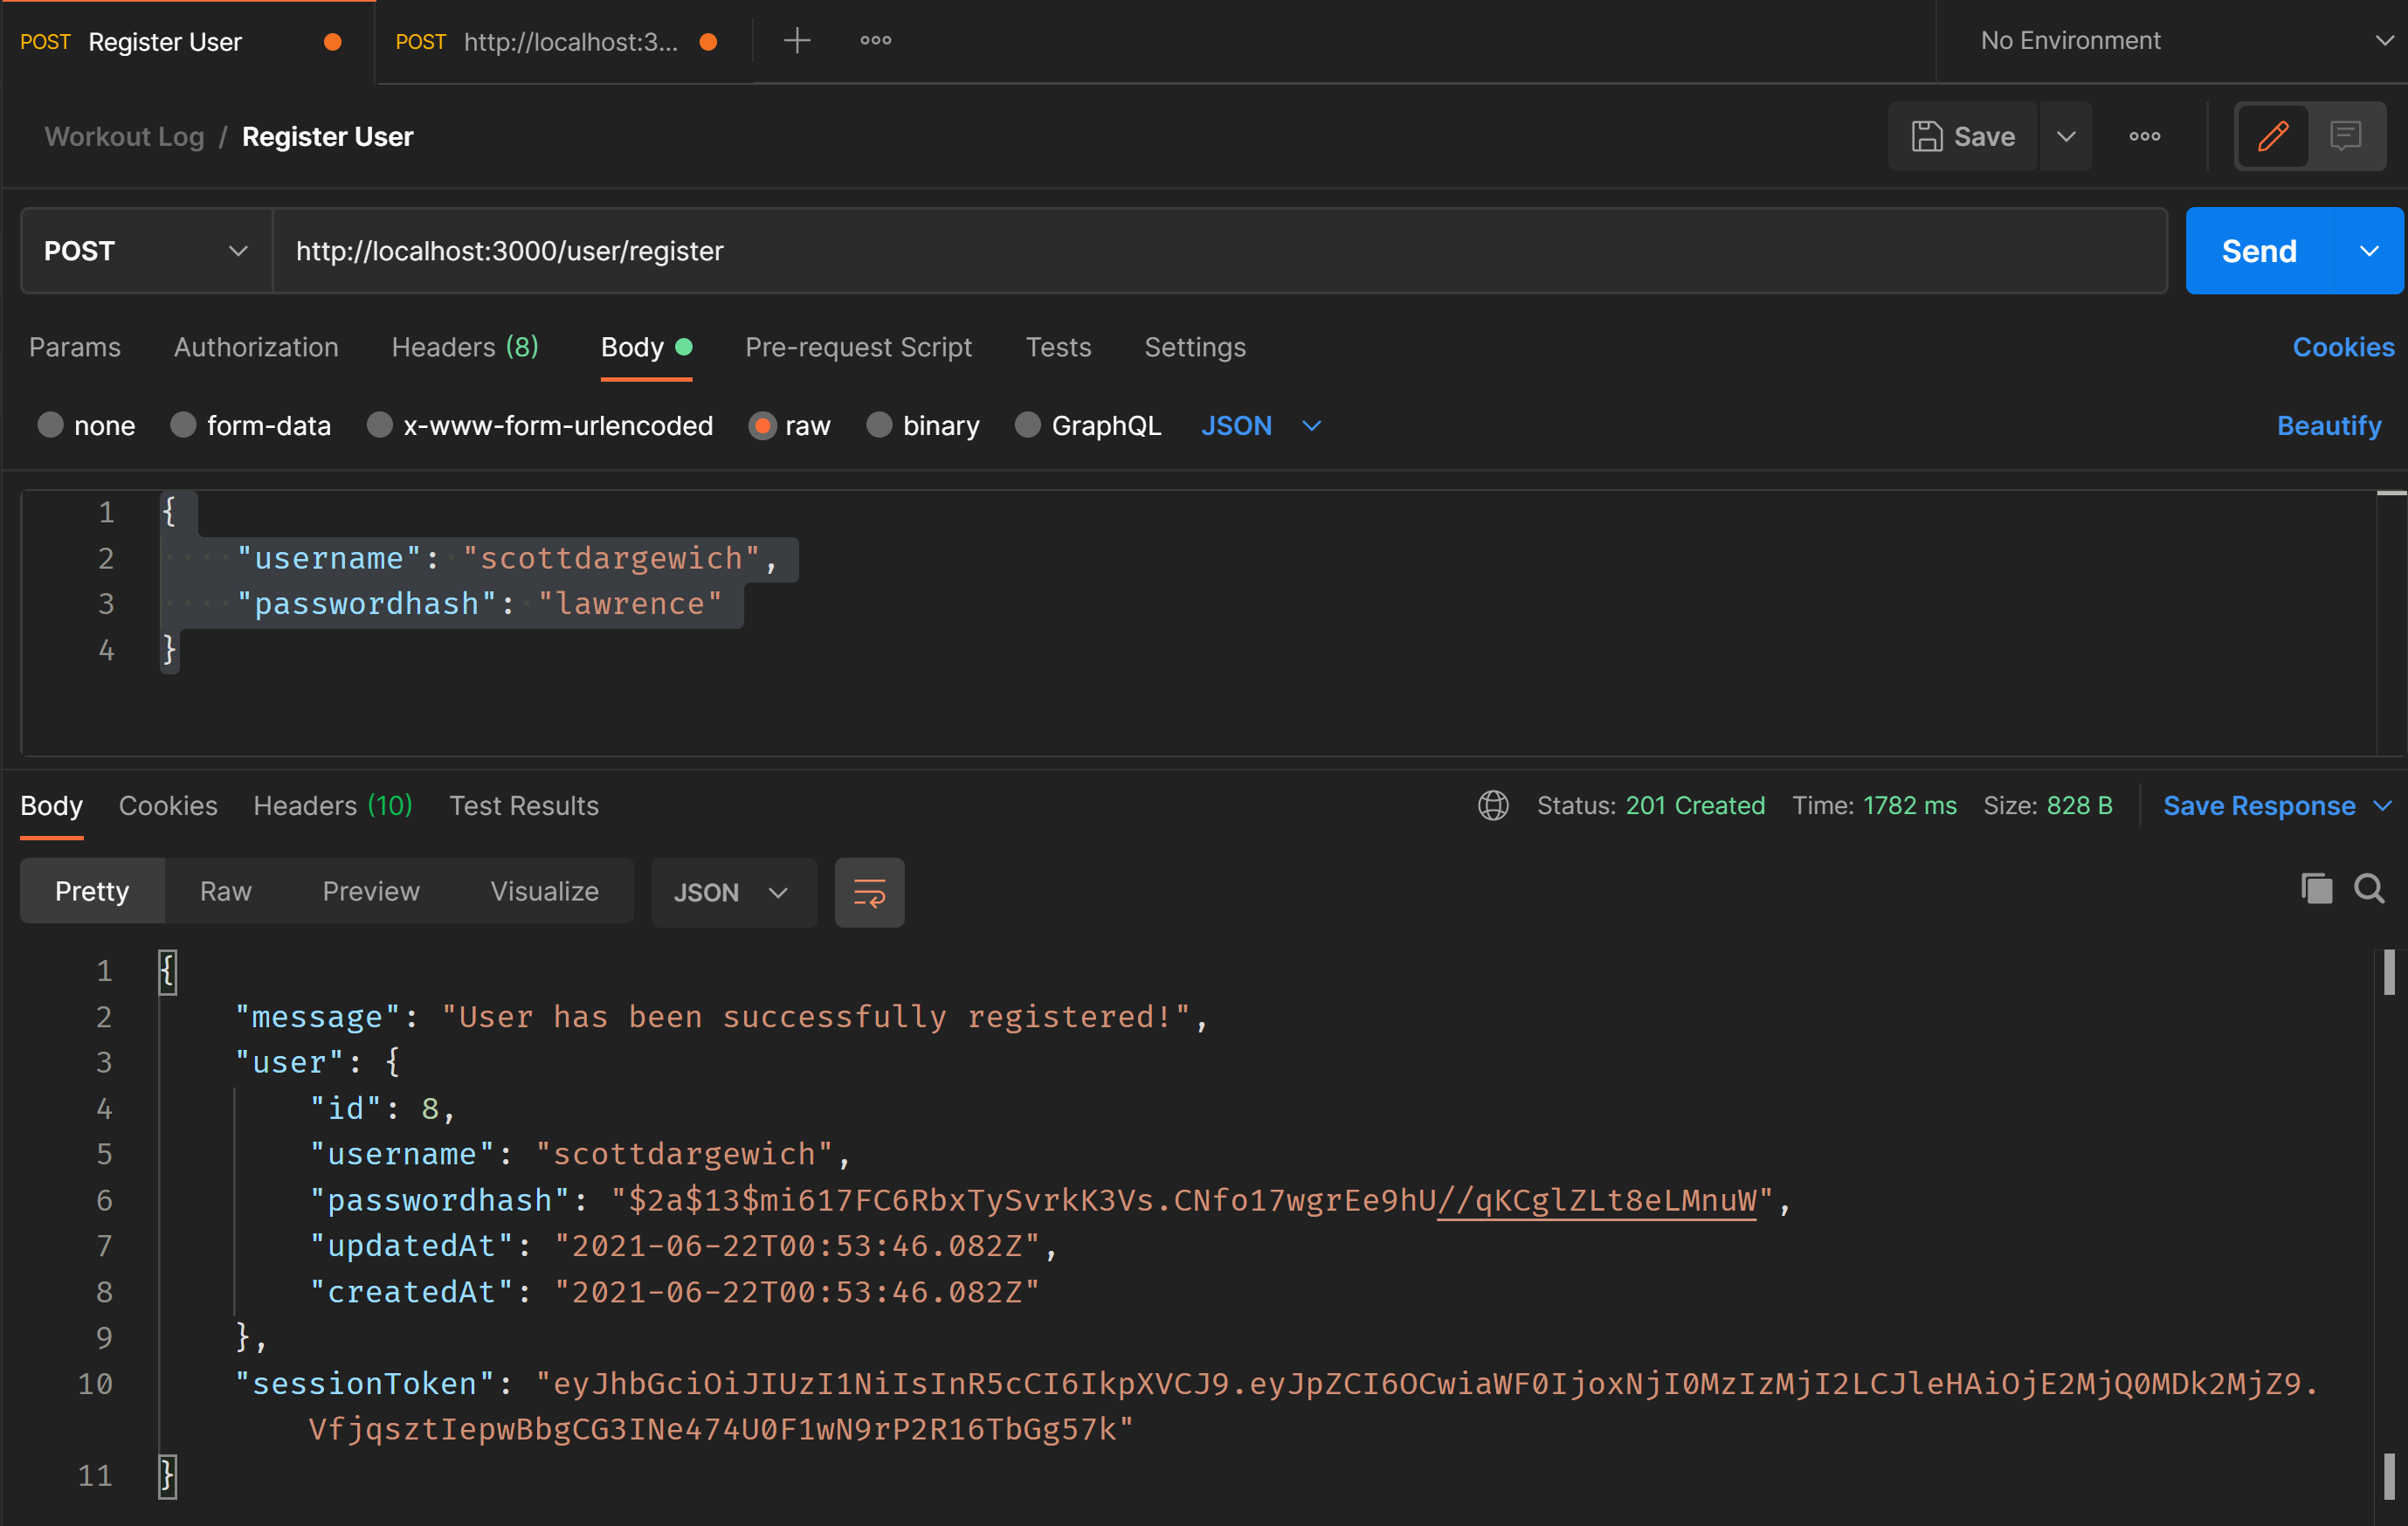 POST Register User POST http://localhost:3... No Environment
Workout Log / Register User Save
POST http://localhost:3000/user/register Send
Params Authorization Headers (8) Body Pre-request Script Tests Settings Cookies
none form-data x-www-form-urlencoded raw binary GraphQL JSON Beautify
1 {
2 "username": "scottdargewich",
3 "passwordhash": "lawrence"
4 }
Body Cookies Headers (10) Test Results Status: 201 Created Time: 1782 ms Size: 828 B Save Response
Pretty Raw Preview Visualize JSON
1 {
2 "message": "User has been successfully registered!",
3 "user": {
4 "id": 8,
5 "username": "scottdargewich",
6 "passwordhash": "$2a$13$mi617FC6RbxTySvrkK3Vs.CNfo17wgrEe9hU//qKCglZLt8eLMnuW",
7 "updatedAt": "2021-06-22T00:53:46.082Z",
8 "createdAt": "2021-06-22T00:53:46.082Z"
9 },
10 "sessionToken": "eyJhbGciOiJIUzI1NiIsInR5cCI6IkpXVCJ9.eyJpZCI6OCwiaWF0IjoxNjI0MzIzMjI2LCJleHAiOjE2MjQ0MDk2MjZ9.
VfjqsztIepwBbgCG3INe474U0F1wN9rP2R16TbGg57k"
11 }